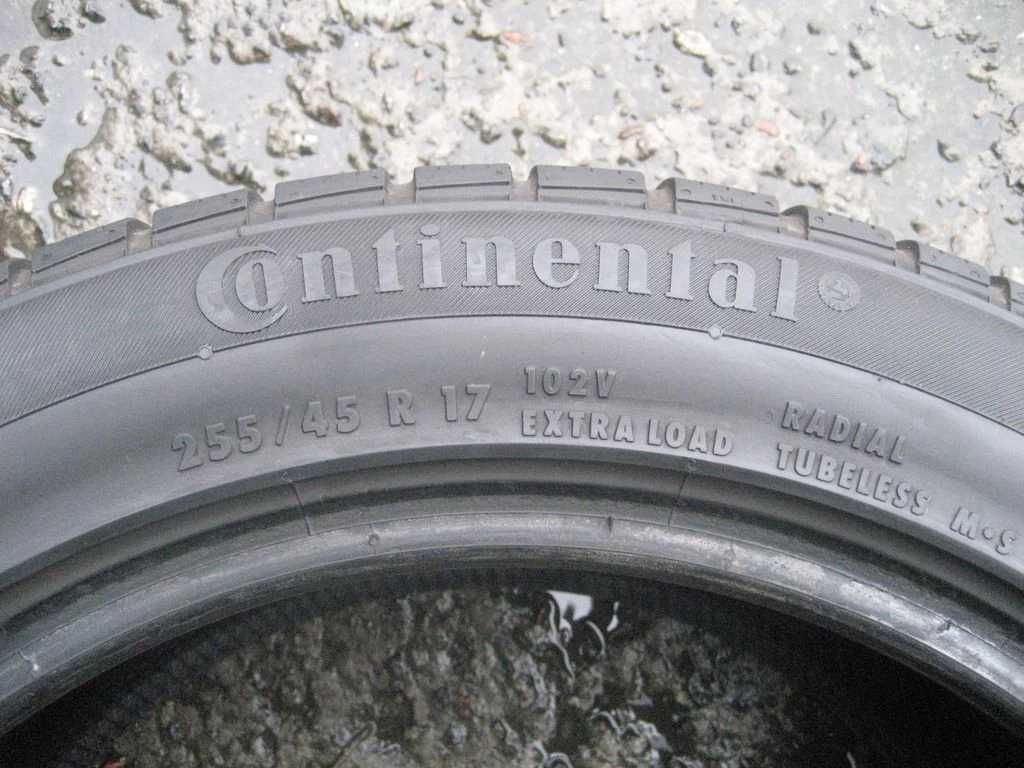 Continental
255/45 R 17
102V
EXTRA LOAD
RADIAL
TUBELESS M·S